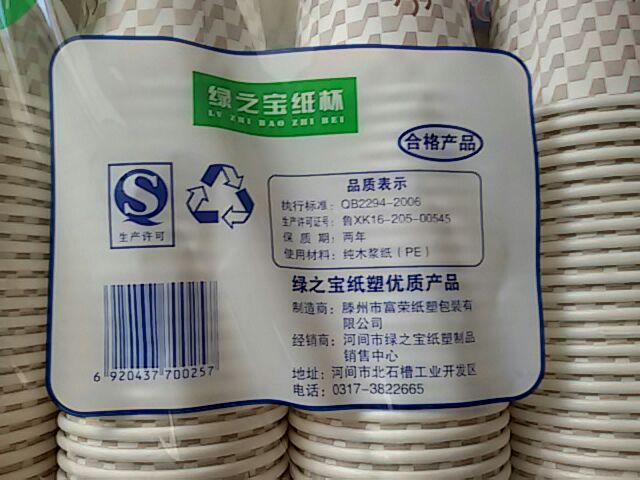 绿之宝纸杯
LV ZHI BAO ZHI BEI
合格产品
QS
生产许可
品质表示
执行标准：QB2294-2006
生产许可证号：鲁XK16-205-00545
保质期：两年
使用材料：纯木浆纸（PE）
绿之宝纸塑优质产品
制造商：滕州市富荣纸塑包装有
限公司
经销商：河间市绿之宝纸塑制品
销售中心
地址：河间市北石槽工业开发区
电话：0317-3822665
6 920437 700257